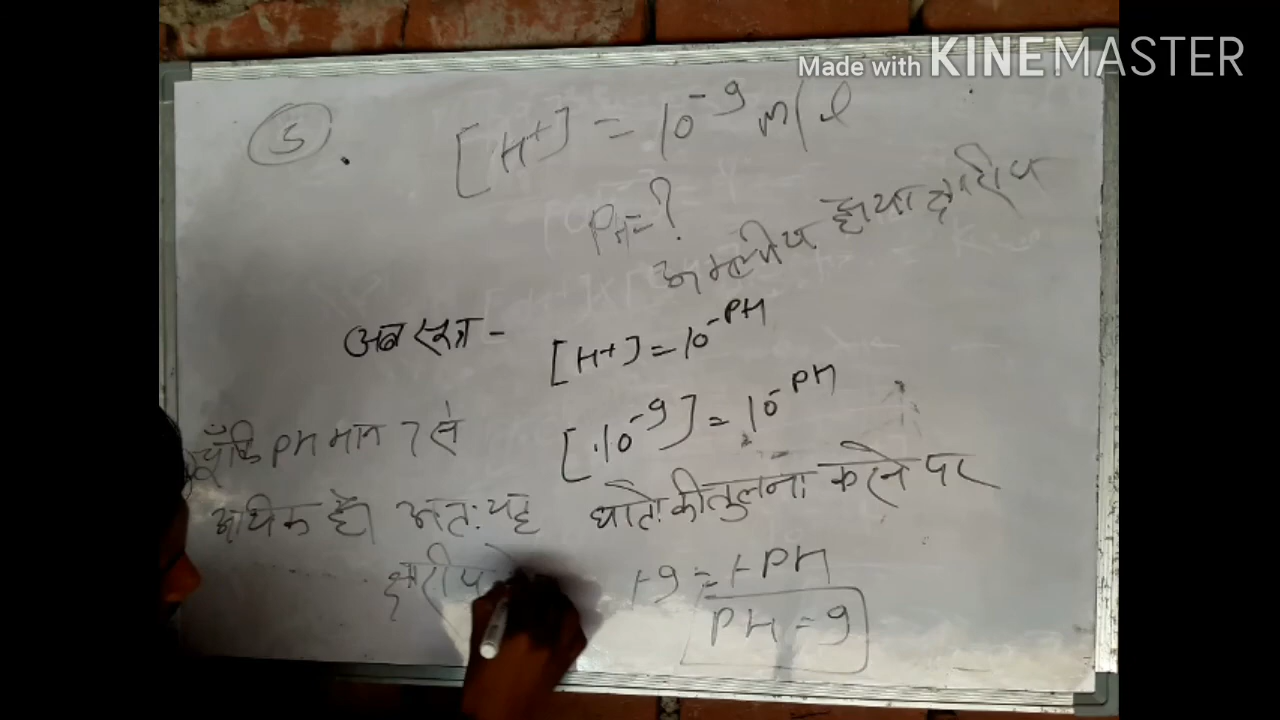 Made with KINEMASTER
5. [H+] = 10^-9 m/l
PH=?
अम्लीय है या क्षारीय
अब सूत्र - [H+] = 10^-PH
[10^-9] = 10^-PH
घातो की तुलना करने पर
-9 = -PH
PH = 9
चूँकि PH मान 7 से
अधिक है। अतः यह
क्षारीय